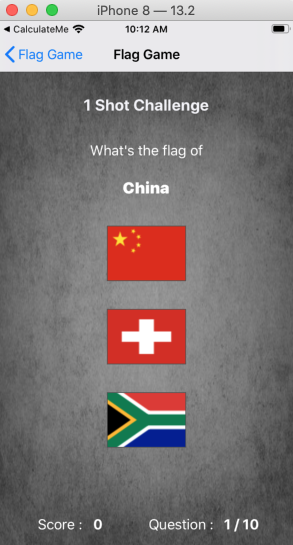 iPhone 8 — 13.2
CalculateMe 10:12 AM
Flag Game Flag Game
1 Shot Challenge
What's the flag of
China
Score : 0 Question : 1 / 10